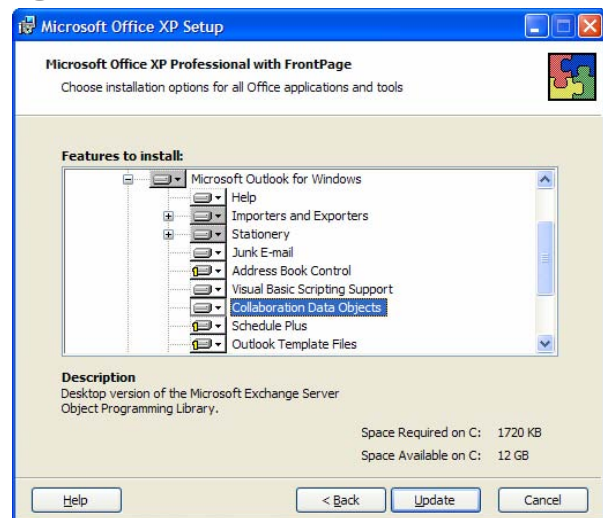 Microsoft Office XP Setup
Microsoft Office XP Professional with FrontPage
Choose installation options for all Office applications and tools
Features to install:
Microsoft Outlook for Windows
Help
Importers and Exporters
Stationery
Junk E-mail
Address Book Control
Visual Basic Scripting Support
Collaboration Data Objects
Schedule Plus
Outlook Template Files
Description
Desktop version of the Microsoft Exchange Server
Object Programming Library.
Space Required on C: 1720 KB
Space Available on C: 12 GB
Help < Back Update Cancel